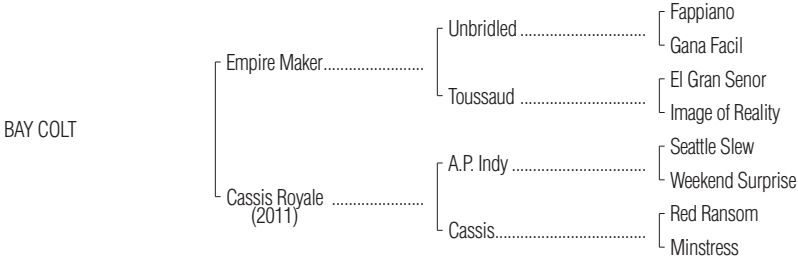 Fappiano
Unbridled ................................
Gana Facil
Empire Maker.........................
El Gran Senor
Toussaud ................................
Image of Reality
BAY COLT
Seattle Slew
A.P. Indy ..................................
Weekend Surprise
Cassis Royale .......................
(2011)
Red Ransom
Cassis......................................
Minstress